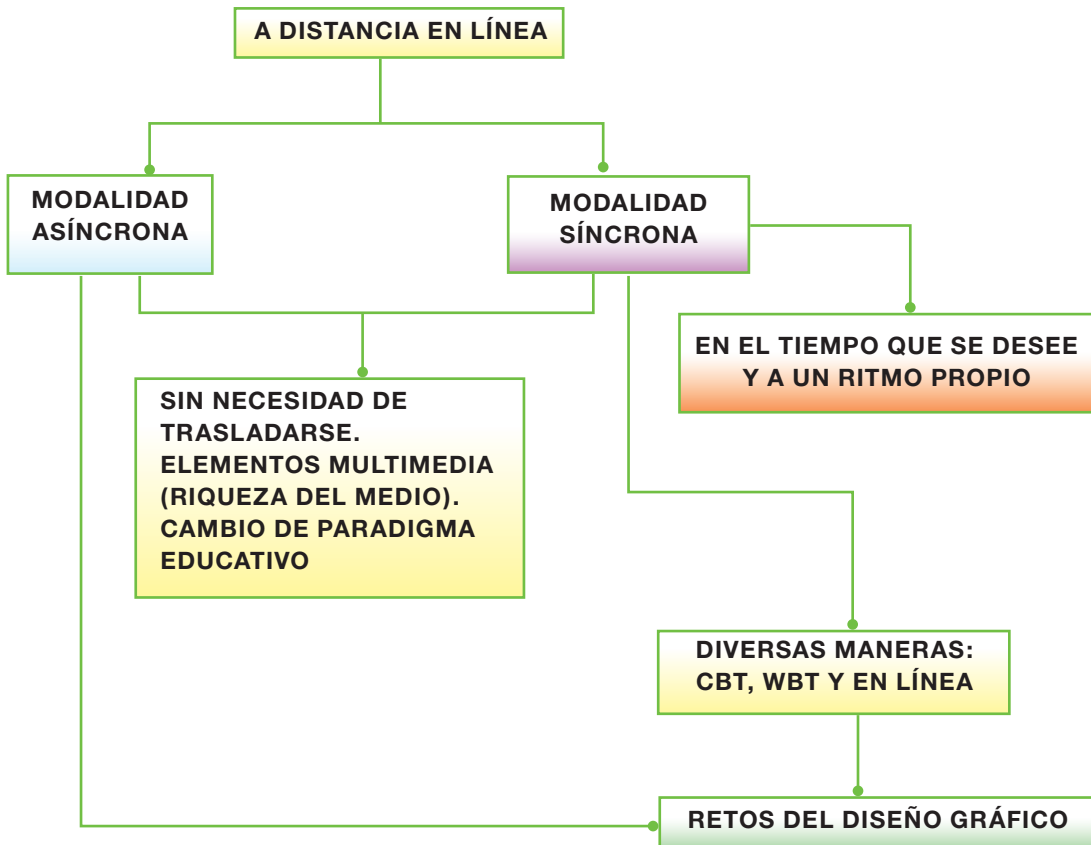 A DISTANCIA EN LÍNEA
MODALIDAD
ASÍNCRONA
MODALIDAD
SÍNCRONA
EN EL TIEMPO QUE SE DESEE
Y A UN RITMO PROPIO
SIN NECESIDAD DE
TRASLADARSE.
ELEMENTOS MULTIMEDIA
(RIQUEZA DEL MEDIO).
CAMBIO DE PARADIGMA
EDUCATIVO
DIVERSAS MANERAS:
CBT, WBT Y EN LÍNEA
RETOS DEL DISEÑO GRÁFICO